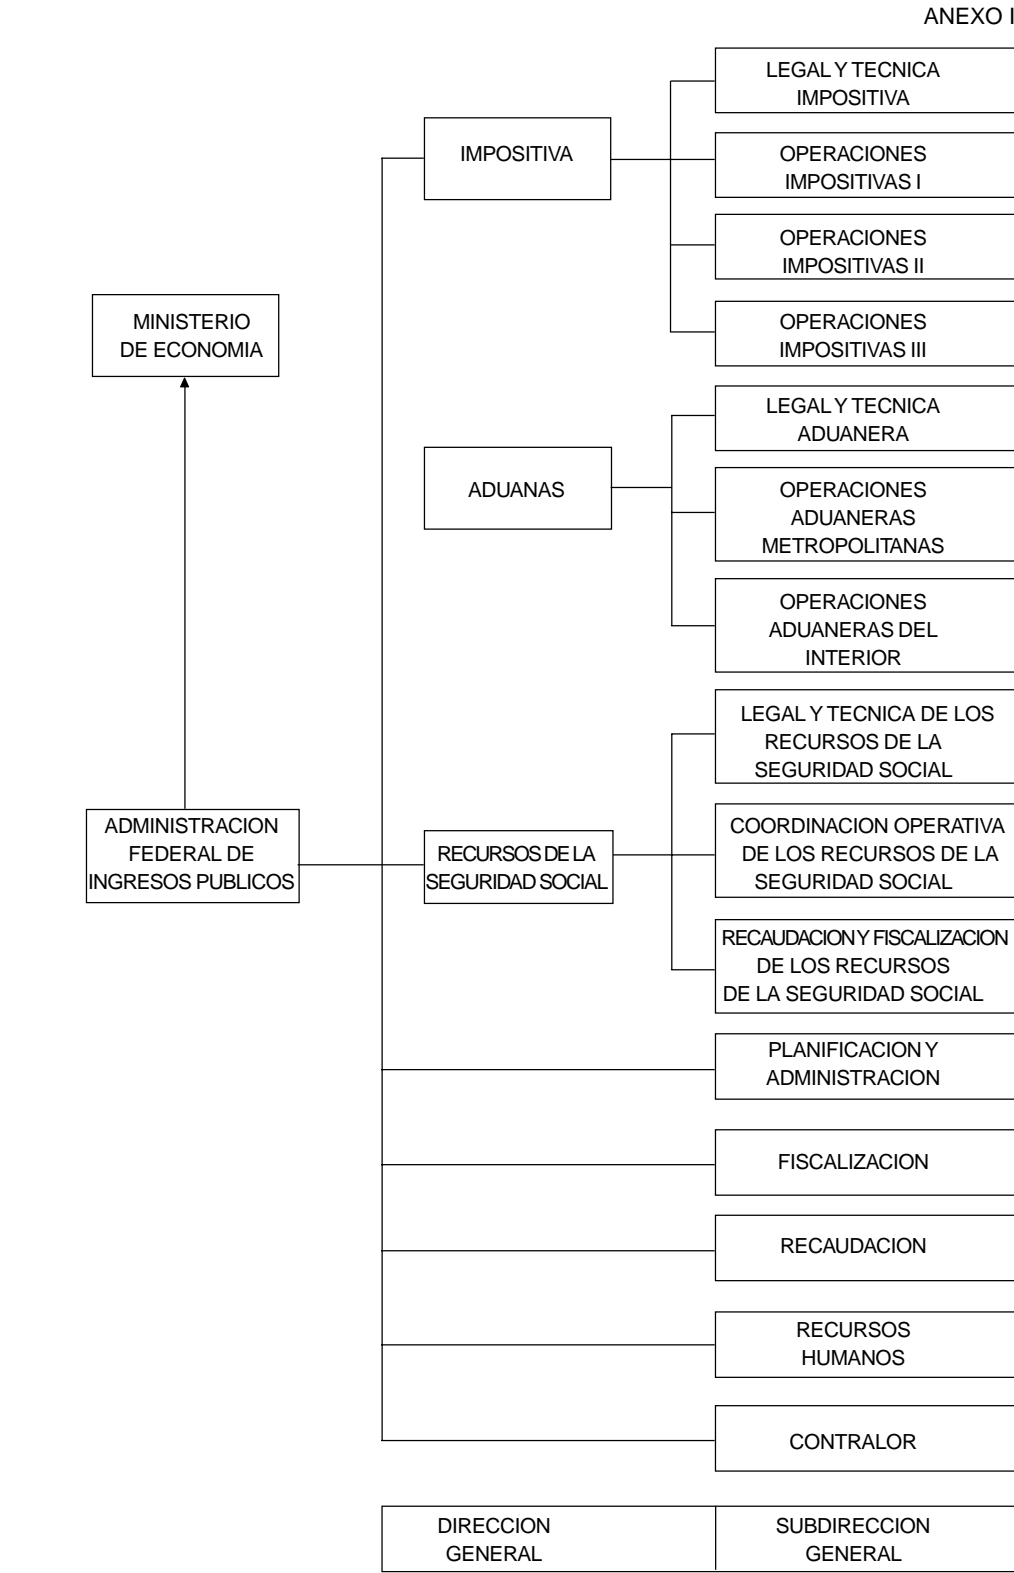 ANEXO I
LEGAL Y TECNICA
IMPOSITIVA
IMPOSITIVA
OPERACIONES
IMPOSITIVAS I
OPERACIONES
IMPOSITIVAS II
OPERACIONES
IMPOSITIVAS III
MINISTERIO
DE ECONOMIA
LEGAL Y TECNICA
ADUANERA
ADUANAS
OPERACIONES
ADUANERAS
METROPOLITANAS
OPERACIONES
ADUANERAS DEL
INTERIOR
LEGAL Y TECNICA DE LOS
RECURSOS DE LA
SEGURIDAD SOCIAL
ADMINISTRACION
FEDERAL DE
INGRESOS PUBLICOS
RECURSOS DE LA
SEGURIDAD SOCIAL
COORDINACION OPERATIVA
DE LOS RECURSOS DE LA
SEGURIDAD SOCIAL
RECAUDACION Y FISCALIZACION
DE LOS RECURSOS
DE LA SEGURIDAD SOCIAL
PLANIFICACION Y
ADMINISTRACION
FISCALIZACION
RECAUDACION
RECURSOS
HUMANOS
CONTRALOR
DIRECCION
GENERAL
SUBDIRECCION
GENERAL